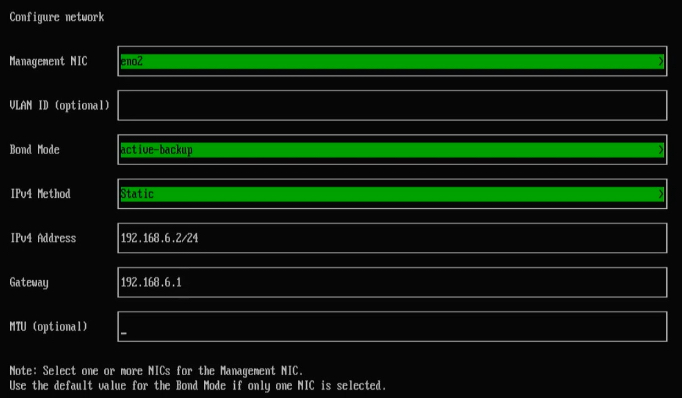 Configure network
Management NIC eno2 >
VLAN ID (optional)
Bond Mode active-backup >
IPv4 Method Static >
IPv4 Address 192.168.6.2/24
Gateway 192.168.6.1
MTU (optional) _
Note: Select one or more NICs for the Management NIC.
Use the default value for the Bond Mode if only one NIC is selected.